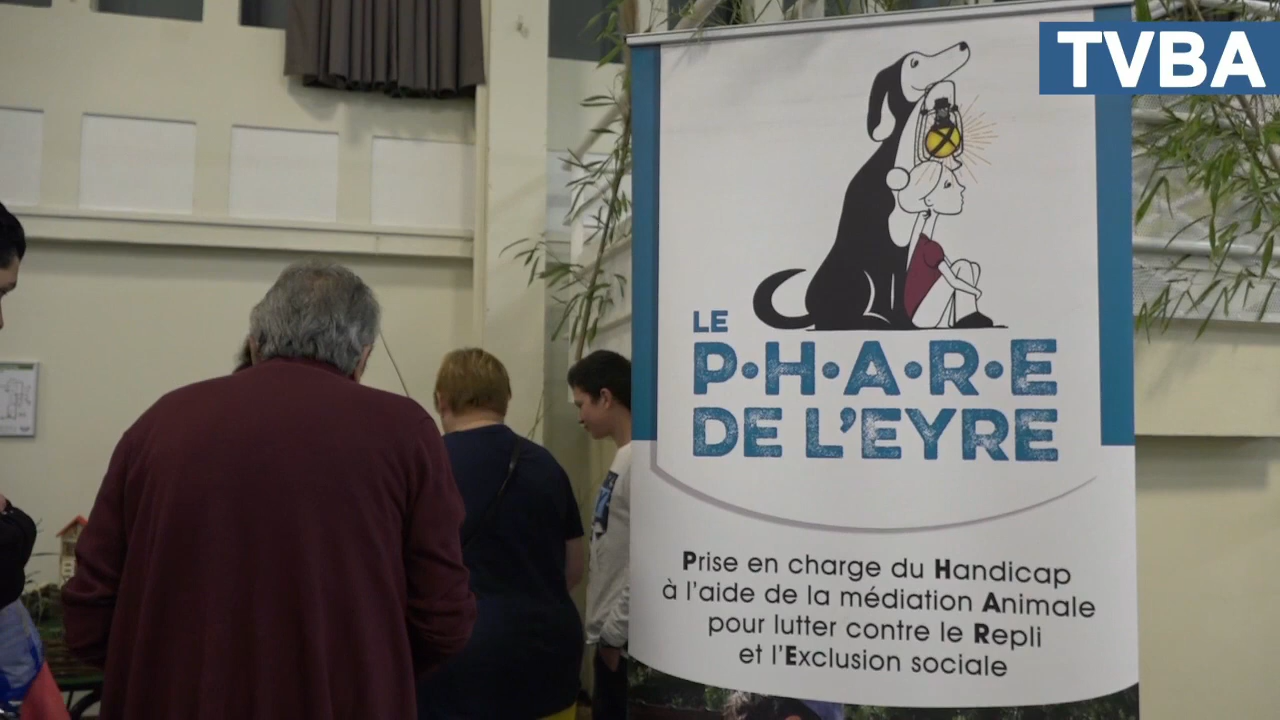 TVBA
LE
P•H•A•R•E
DE L'EYRE
Prise en charge du Handicap
à l'aide de la médiation Animale
pour lutter contre le Repli
et l'Exclusion sociale